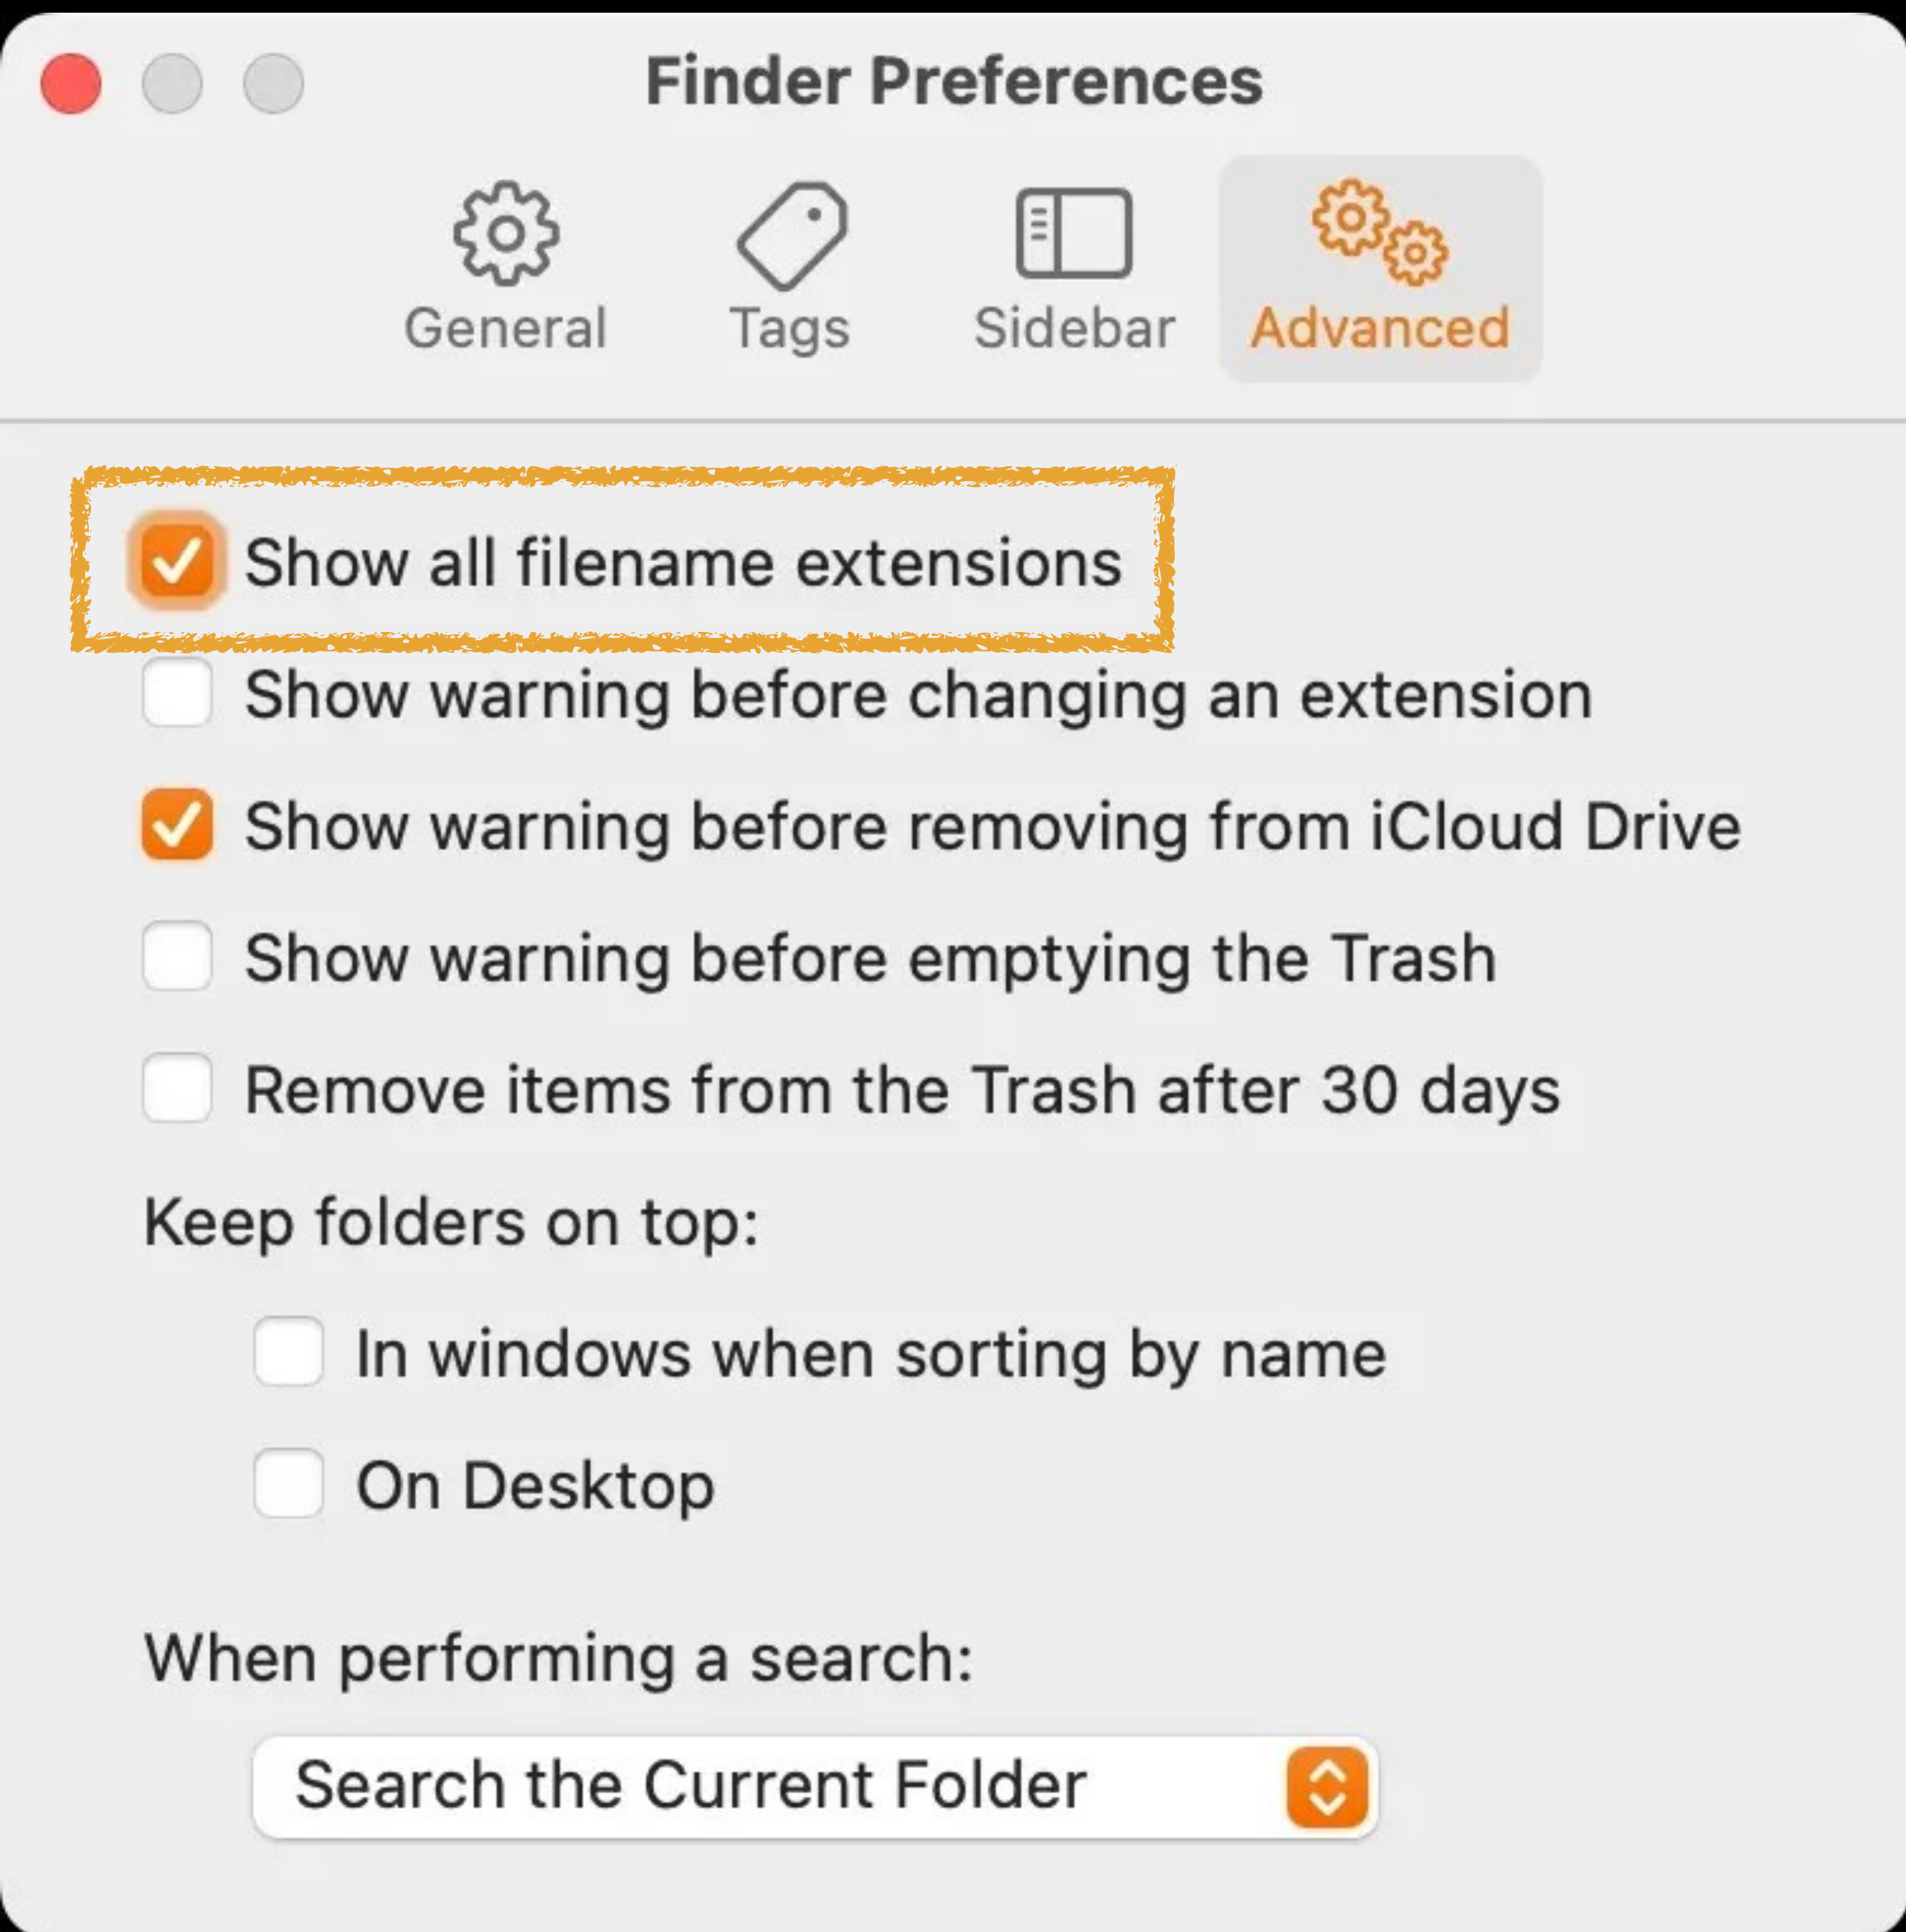 Finder Preferences
General
Tags
Sidebar
Advanced
Show all filename extensions
Show warning before changing an extension
Show warning before removing from iCloud Drive
Show warning before emptying the Trash
Remove items from the Trash after 30 days
Keep folders on top:
In windows when sorting by name
On Desktop
When performing a search:
Search the Current Folder